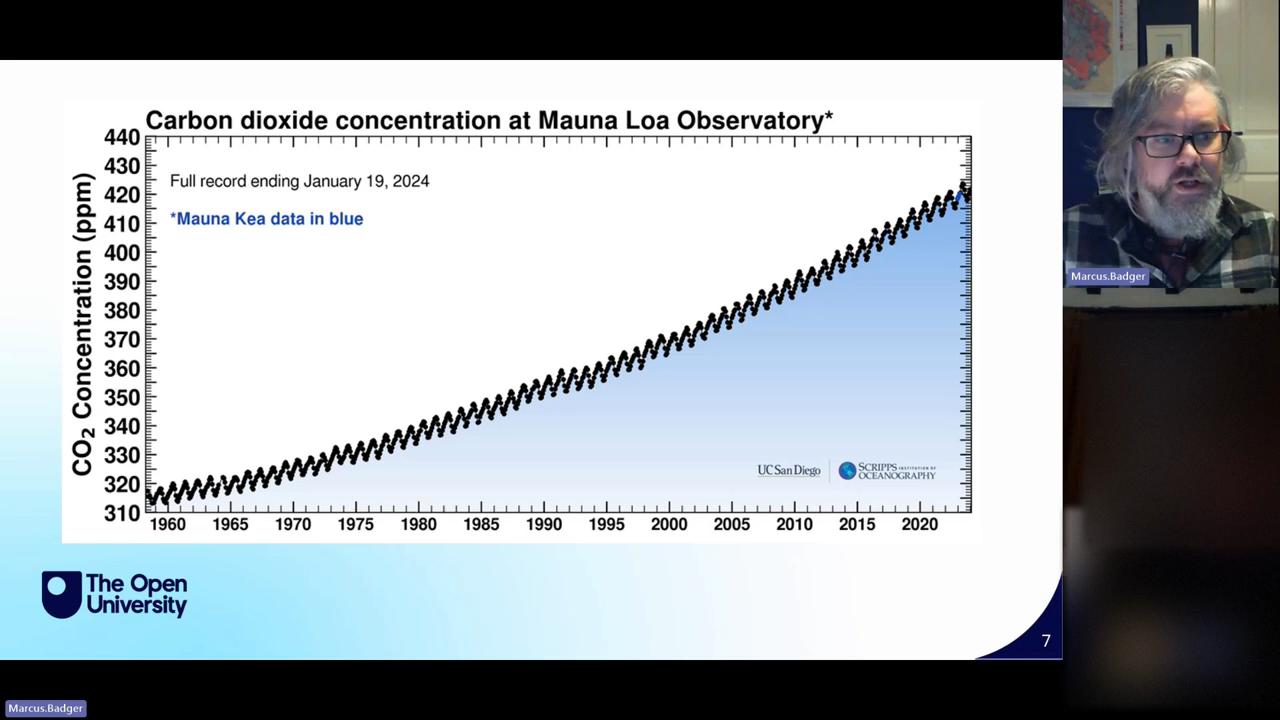 Carbon dioxide concentration at Mauna Loa Observatory*
Full record ending January 19, 2024
*Mauna Kea data in blue
CO₂ Concentration (ppm)
440
430
420
410
400
390
380
370
360
350
340
330
320
310
1960 1965 1970 1975 1980 1985 1990 1995 2000 2005 2010 2015 2020
UC San Diego
SCRIPPS INSTITUTION OF
OCEANOGRAPHY
The Open
University
7
Marcus.Badger
Marcus.Badger